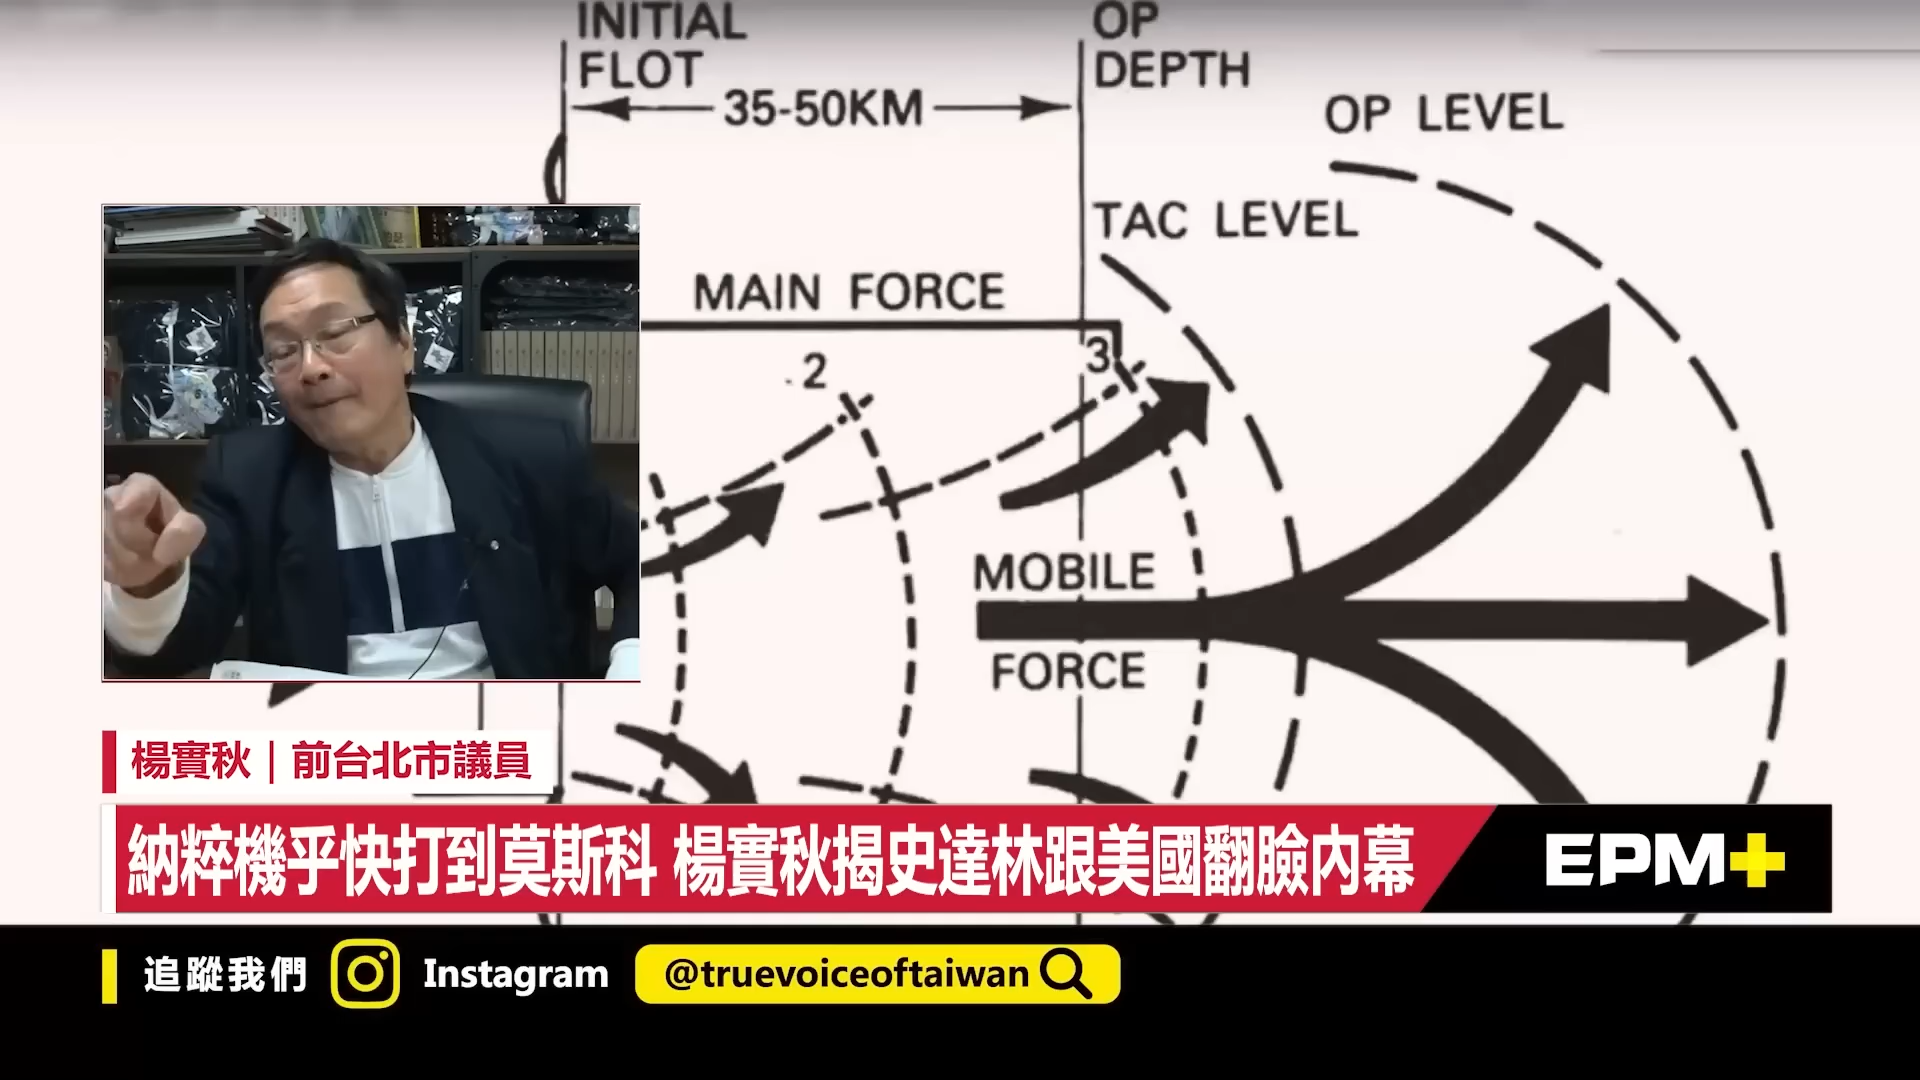 INITIAL
FLOT
OP
DEPTH
35-50KM
OP LEVEL
TAC LEVEL
MAIN FORCE
2
3
MOBILE
FORCE
楊實秋｜前台北市議員
納粹機乎快打到莫斯科 楊實秋揭史達林跟美國翻臉內幕
EPM+
追蹤我們 Instagram @truevoiceoftaiwan